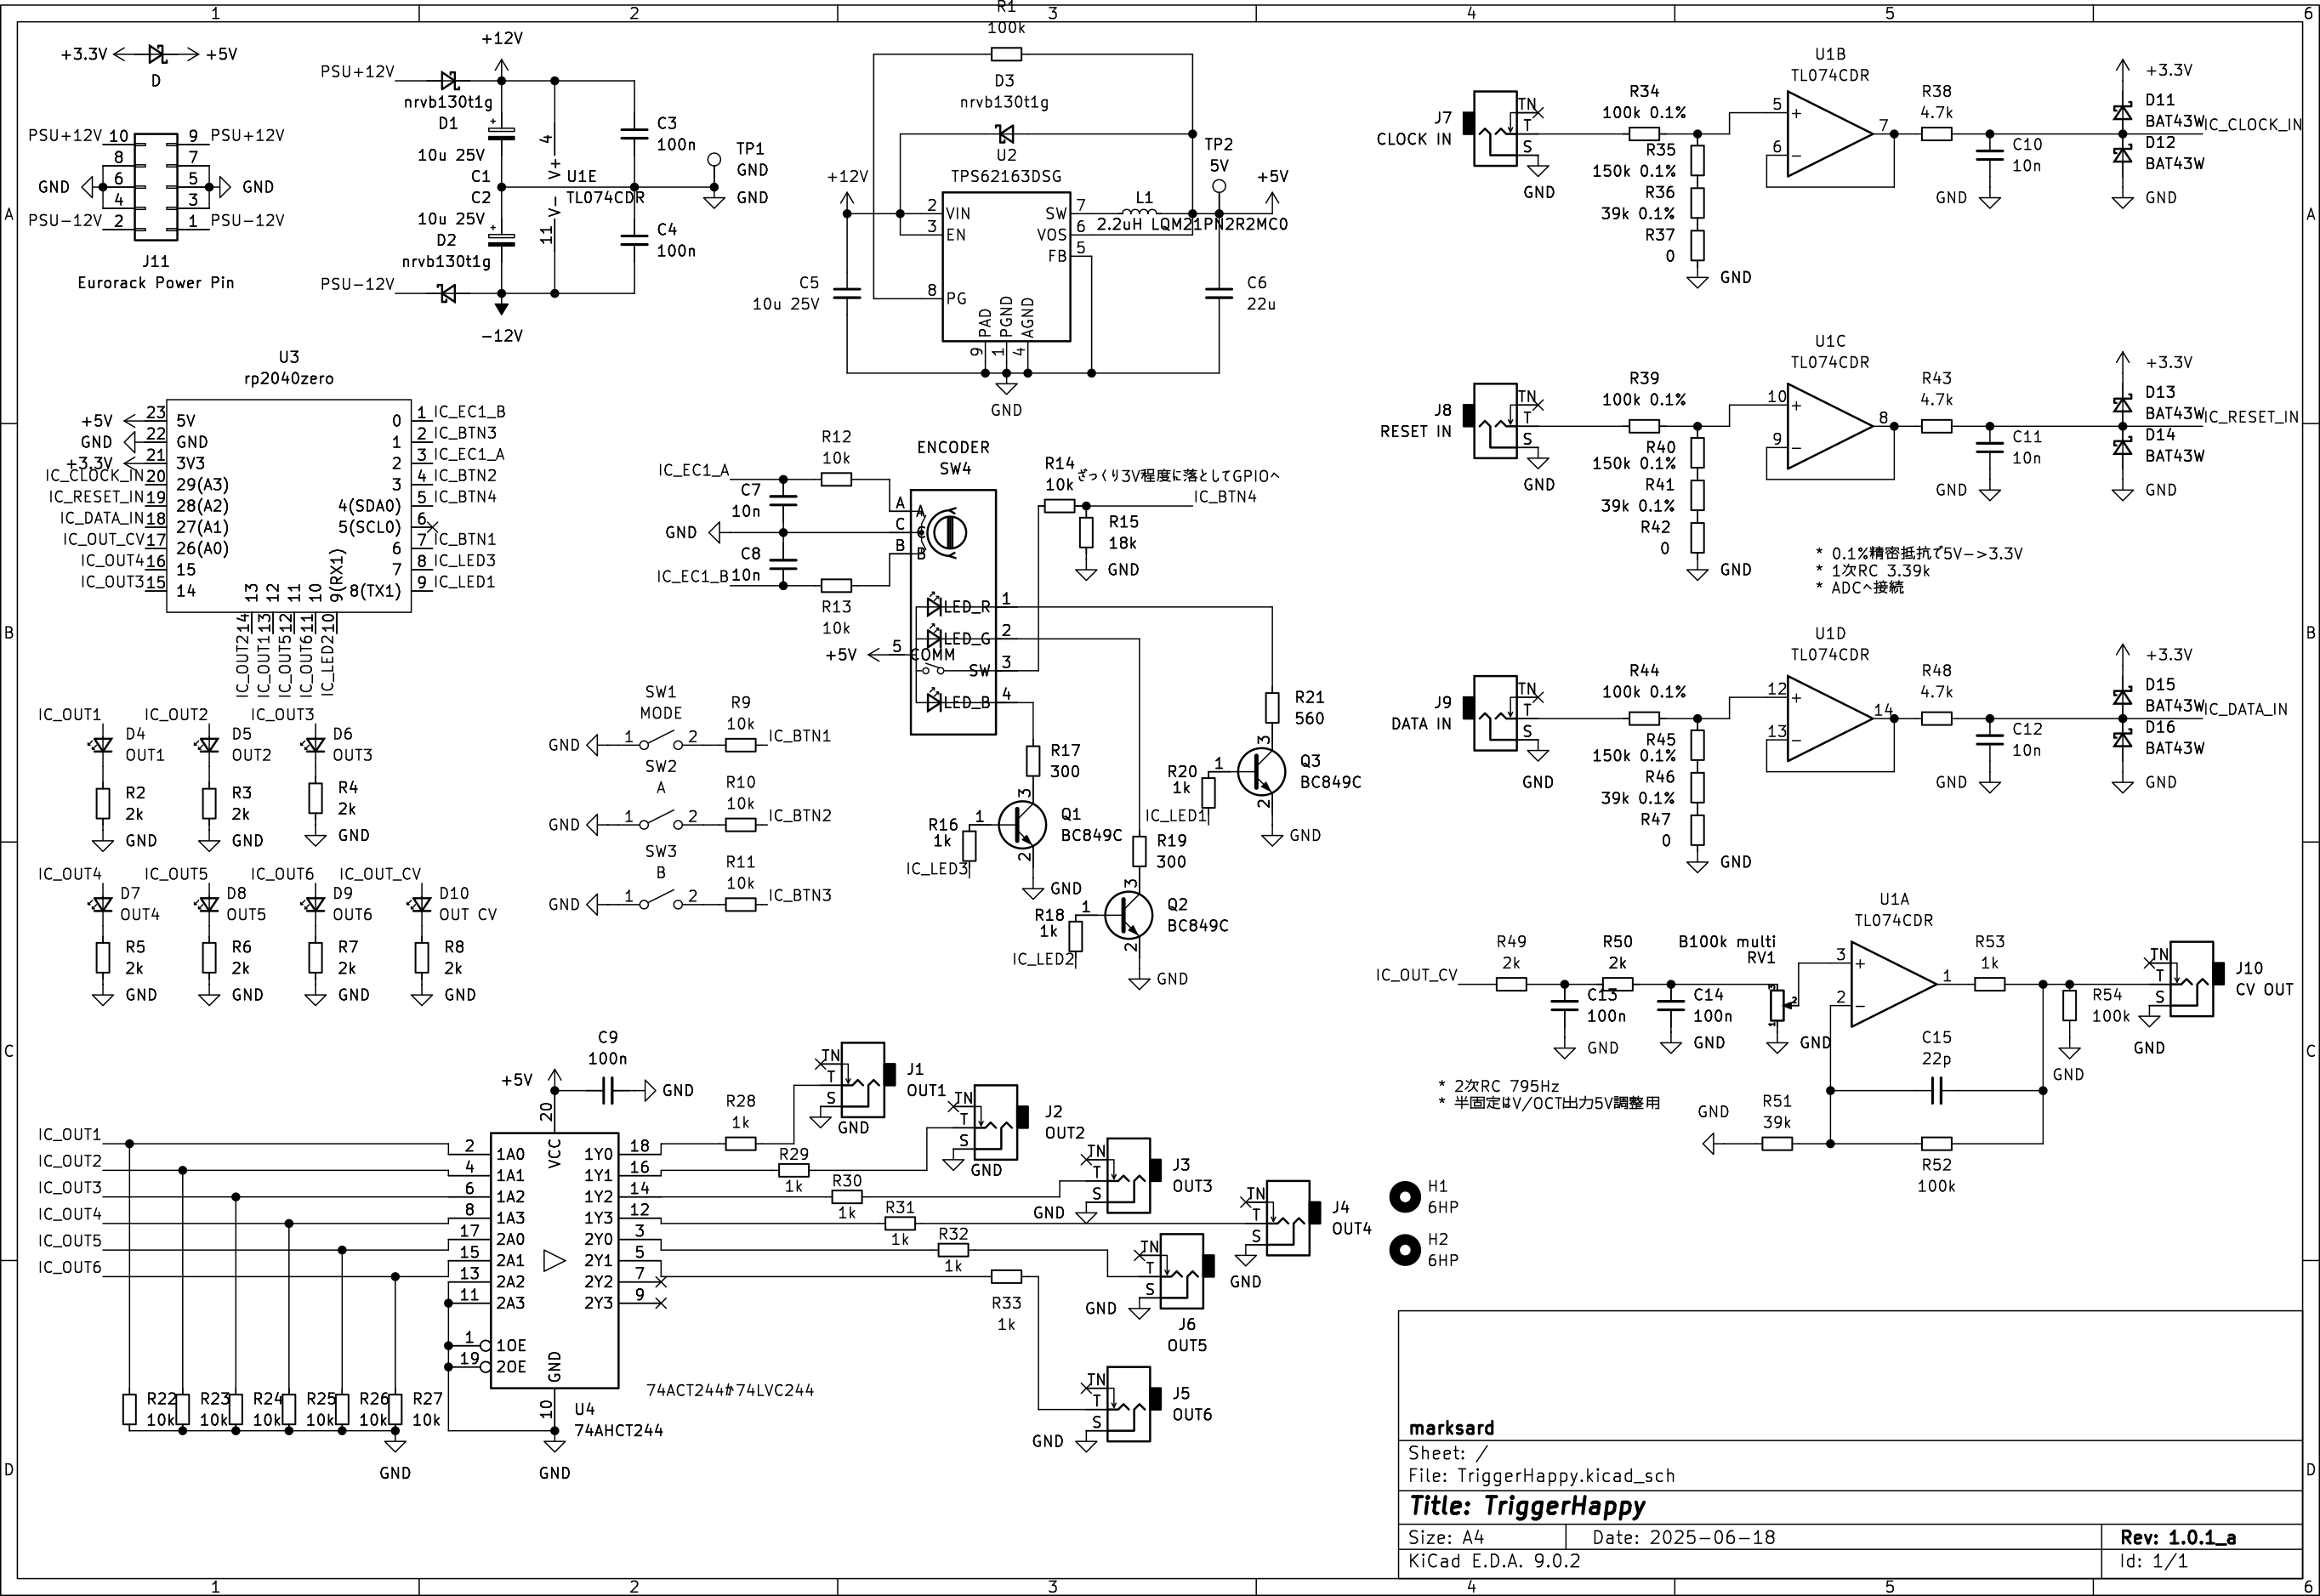 1 2 3 4 5 6
A
B
C
D
+3.3V
+5V
D
PSU+12V 10
9 PSU+12V
8
7
GND
6
5
GND
4
3
PSU-12V 2
1 PSU-12V
J11
Eurorack Power Pin
+12V
PSU+12V
nrvb130t1g
D1
10u 25V
C1
C2
10u 25V
D2
nrvb130t1g
PSU-12V
-12V
4
V+
U1E
TL074CDR
V-
11
C3
100n
C4
100n
TP1
GND
GND
R1
100k
D3
nrvb130t1g
U2
TPS62163DSG
+12V
2 VIN
3 EN
8 PG
SW 7
VOS 6
FB 5
PAD
PGND
AGND
9
1
4
L1
2.2uH LQM21PN2R2MC0
TP2
5V
+5V
C5
10u 25V
C6
22u
GND
J7
CLOCK IN
TN
T
S
GND
R34
100k 0.1%
R35
150k 0.1%
R36
39k 0.1%
R37
0
GND
U1B
TL074CDR
5
+
6
-
7
R38
4.7k
C10
10n
GND
+3.3V
D11
BAT43W
IC_CLOCK_IN
D12
BAT43W
GND
J8
RESET IN
TN
T
S
GND
R39
100k 0.1%
R40
150k 0.1%
R41
39k 0.1%
R42
0
GND
U1C
TL074CDR
10
+
9
-
8
R43
4.7k
C11
10n
GND
+3.3V
D13
BAT43W
IC_RESET_IN
D14
BAT43W
GND
* 0.1%精密抵抗で5V->3.3V
* 1次RC 3.39k
* ADCへ接続
J9
DATA IN
TN
T
S
GND
R44
100k 0.1%
R45
150k 0.1%
R46
39k 0.1%
R47
0
GND
U1D
TL074CDR
12
+
13
-
14
R48
4.7k
C12
10n
GND
+3.3V
D15
BAT43W
IC_DATA_IN
D16
BAT43W
GND
U3
rp2040zero
+5V 23 5V
GND 22 GND
+3.3V 21 3V3
IC_CLOCK_IN 20 29(A3)
IC_RESET_IN 19 28(A2)
IC_DATA_IN 18 27(A1)
IC_OUT_CV 17 26(A0)
IC_OUT4 16 15
IC_OUT3 15 14
0 1 IC_EC1_B
1 2 IC_BTN3
2 3 IC_EC1_A
3 4 IC_BTN2
4(SDA0) 5 IC_BTN4
5(SCL0) 6
6 7 IC_BTN1
7 8 IC_LED3
8(TX1) 9 IC_LED1
13 14 IC_OUT2
12 13 IC_OUT1
11 12 IC_OUT5
10 11 IC_OUT6
9(RX1) 10 IC_LED2
IC_EC1_A
R12
10k
C7
10n
GND
C8
10n
IC_EC1_B
R13
10k
ENCODER
SW4
A A
C C
B B
LED_R 1
LED_G 2
+5V 5 COMM
SW 3
LED_B 4
R14
10k
ざっくり3V程度に落としてGPIOへ
IC_BTN4
R15
18k
GND
R21
560
3
Q3
BC849C
1
2
R20
1k
IC_LED1
GND
R17
300
3
Q1
BC849C
1
2
R16
1k
IC_LED3
GND
R19
300
3
Q2
BC849C
1
2
R18
1k
IC_LED2
GND
IC_OUT1
D4
OUT1
R2
2k
GND
IC_OUT2
D5
OUT2
R3
2k
GND
IC_OUT3
D6
OUT3
R4
2k
GND
IC_OUT4
D7
OUT4
R5
2k
GND
IC_OUT5
D8
OUT5
R6
2k
GND
IC_OUT6
D9
OUT6
R7
2k
GND
IC_OUT_CV
D10
OUT CV
R8
2k
GND
SW1
MODE
GND 1 2
R9
10k
IC_BTN1
SW2
A
GND 1 2
R10
10k
IC_BTN2
SW3
B
GND 1 2
R11
10k
IC_BTN3
IC_OUT_CV
R49
2k
R50
2k
C13
100n
GND
C14
100n
GND
B100k multi
RV1
3
2
1
GND
U1A
TL074CDR
3
+
2
-
1
R53
1k
R54
100k
GND
TN
T
S
GND
J10
CV OUT
C15
22p
GND
R51
39k
R52
100k
* 2次RC 795Hz
* 半固定はV/OCT出力5V調整用
IC_OUT1
IC_OUT2
IC_OUT3
IC_OUT4
IC_OUT5
IC_OUT6
R22
10k
R23
10k
R24
10k
R25
10k
R26
10k
R27
10k
GND
+5V
C9
100n
GND
20
VCC
2 1A0 1Y0 18
4 1A1 1Y1 16
6 1A2 1Y2 14
8 1A3 1Y3 12
17 2A0 2Y0 3
15 2A1 2Y1 5
13 2A2 2Y2 7
11 2A3 2Y3 9
1 1OE
19 2OE
GND
10
GND
U4
74AHCT244
74ACT244か74LVC244
R28
1k
TN
T
S
GND
J1
OUT1
R29
1k
TN
T
S
GND
J2
OUT2
R30
1k
TN
T
S
GND
J3
OUT3
R31
1k
TN
T
S
GND
J4
OUT4
R32
1k
TN
T
S
GND
J6
OUT5
R33
1k
TN
T
S
GND
J5
OUT6
H1
6HP
H2
6HP
marksard
Sheet: /
File: TriggerHappy.kicad_sch
Title: TriggerHappy
Size: A4
Date: 2025-06-18
Rev: 1.0.1_a
KiCad E.D.A. 9.0.2
Id: 1/1
A
B
C
D
1 2 3 4 5 6